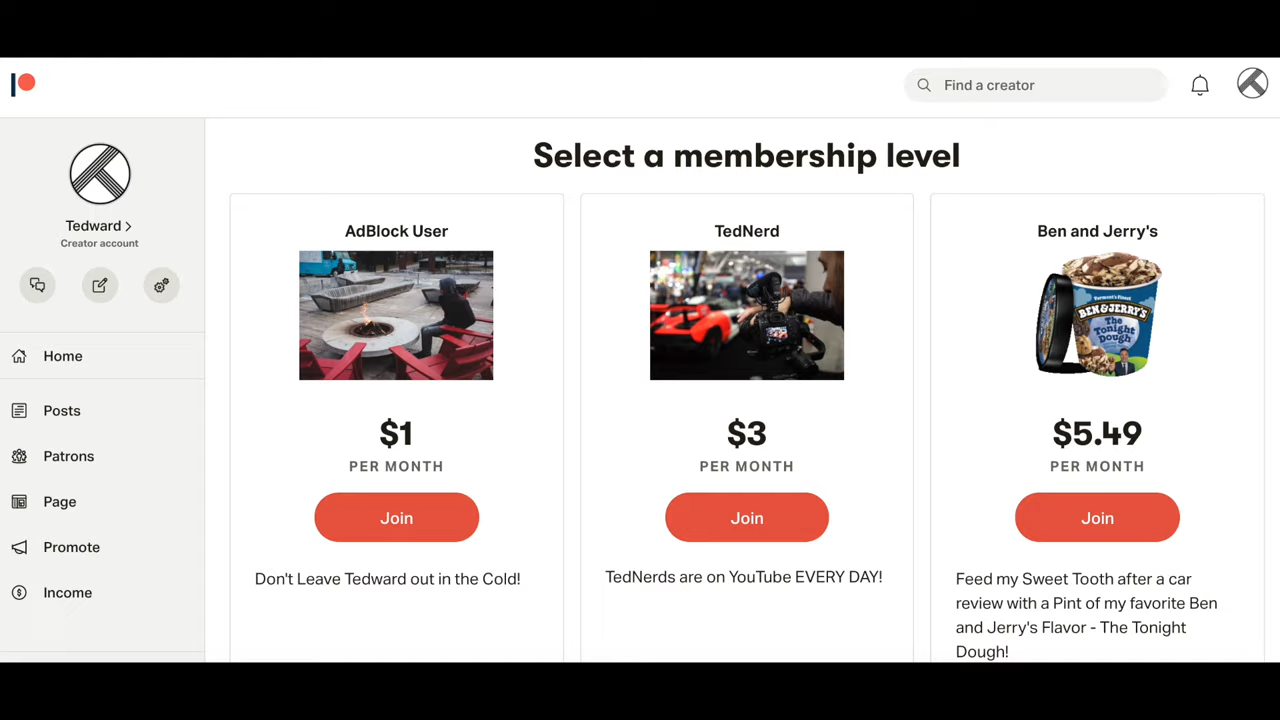 Find a creator
Select a membership level
Tedward >
Creator account
Home
Posts
Patrons
Page
Promote
Income
AdBlock User
$1
PER MONTH
Join
Don't Leave Tedward out in the Cold!
TedNerd
$3
PER MONTH
Join
TedNerds are on YouTube EVERY DAY!
Ben and Jerry's
Vermont's Finest
BEN & JERRY'S
The
Tonight
Dough
$5.49
PER MONTH
Join
Feed my Sweet Tooth after a car
review with a Pint of my favorite Ben
and Jerry's Flavor - The Tonight
Dough!